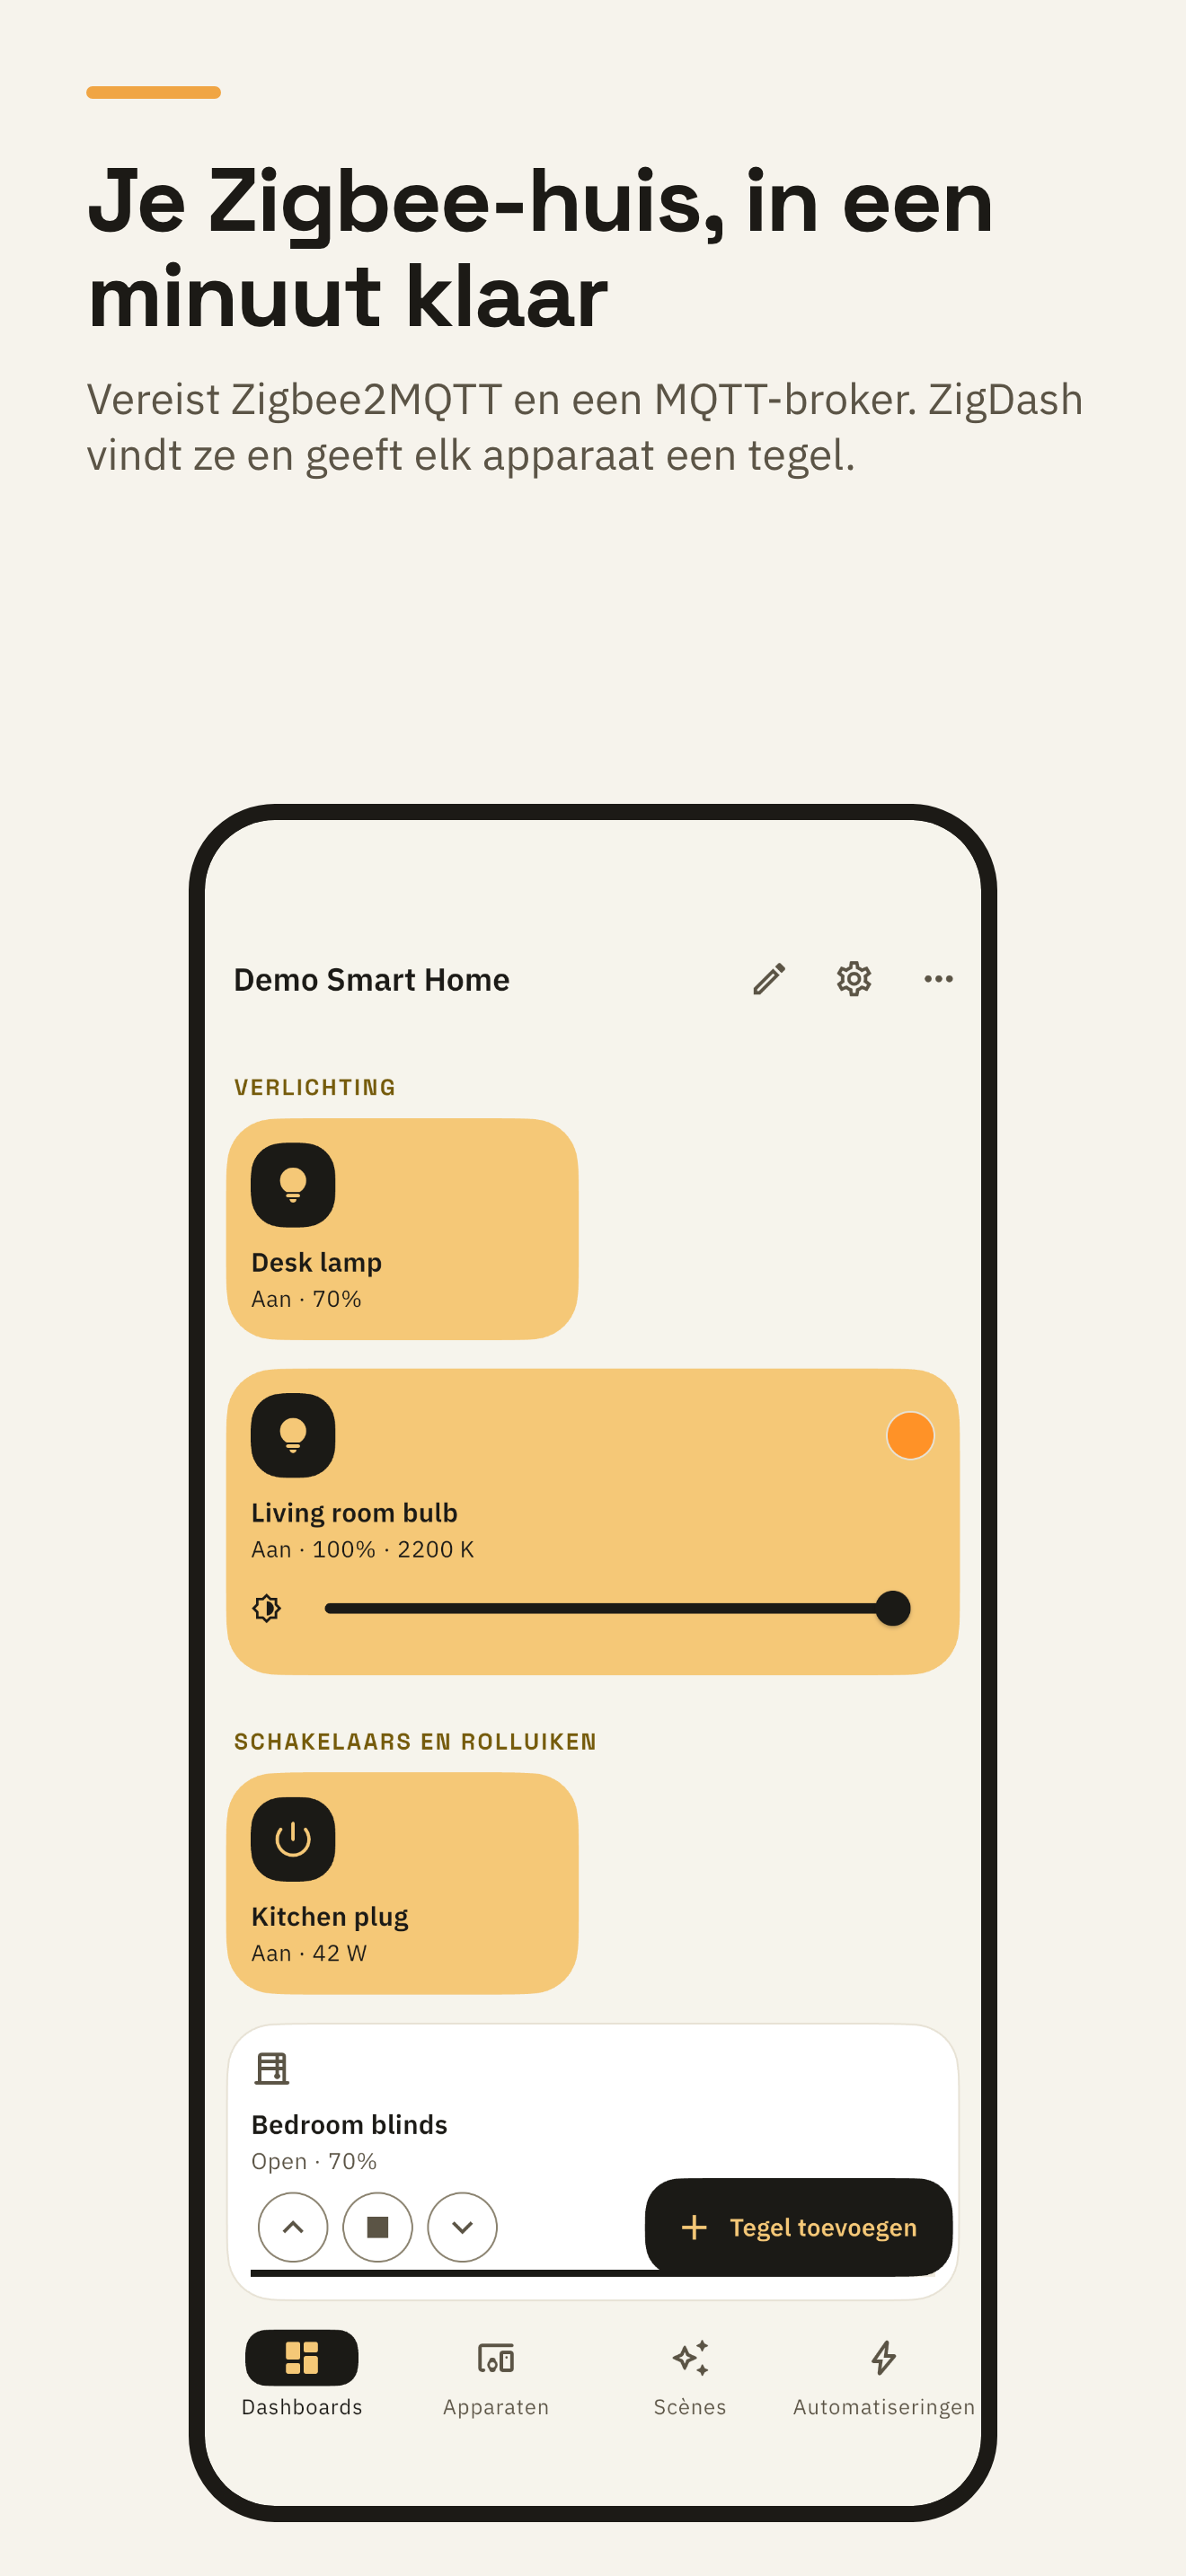 Je Zigbee-huis, in een
minuut klaar
Vereist Zigbee2MQTT en een MQTT-broker. ZigDash
vindt ze en geeft elk apparaat een tegel.
Demo Smart Home
VERLICHTING
Desk lamp
Aan · 70%
Living room bulb
Aan · 100% · 2200 K
SCHAKELAARS EN ROLLUIKEN
Kitchen plug
Aan · 42 W
Bedroom blinds
Open · 70%
Tegel toevoegen
Dashboards
Apparaten
Scènes
Automatiseringen